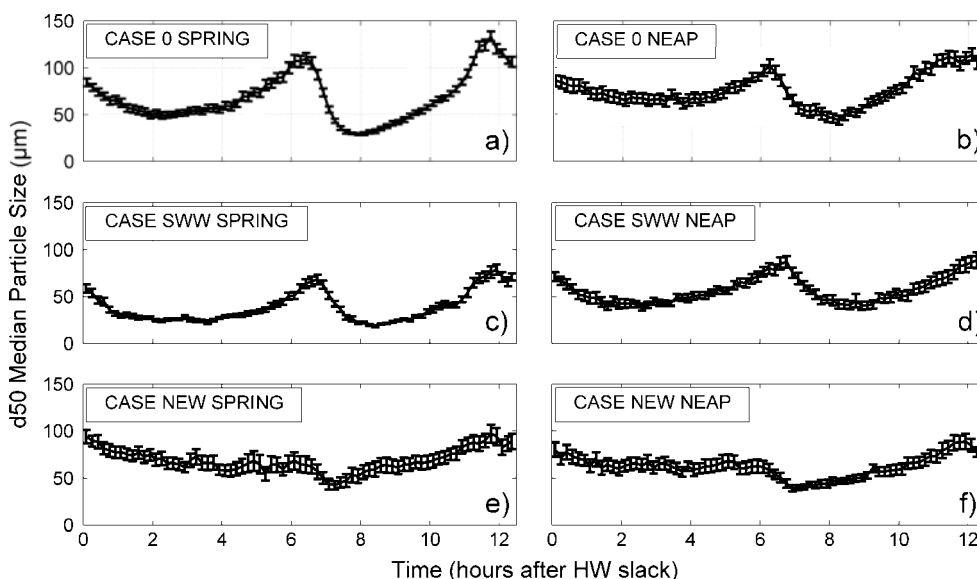 150
100
50
0
CASE 0 SPRING
a)
CASE 0 NEAP
b)
150
100
50
0
CASE SWW SPRING
c)
CASE SWW NEAP
d)
150
100
50
0
CASE NEW SPRING
e)
CASE NEW NEAP
f)
0 2 4 6 8 10 12
0 2 4 6 8 10 12
d50 Median Particle Size (μm)
Time (hours after HW slack)